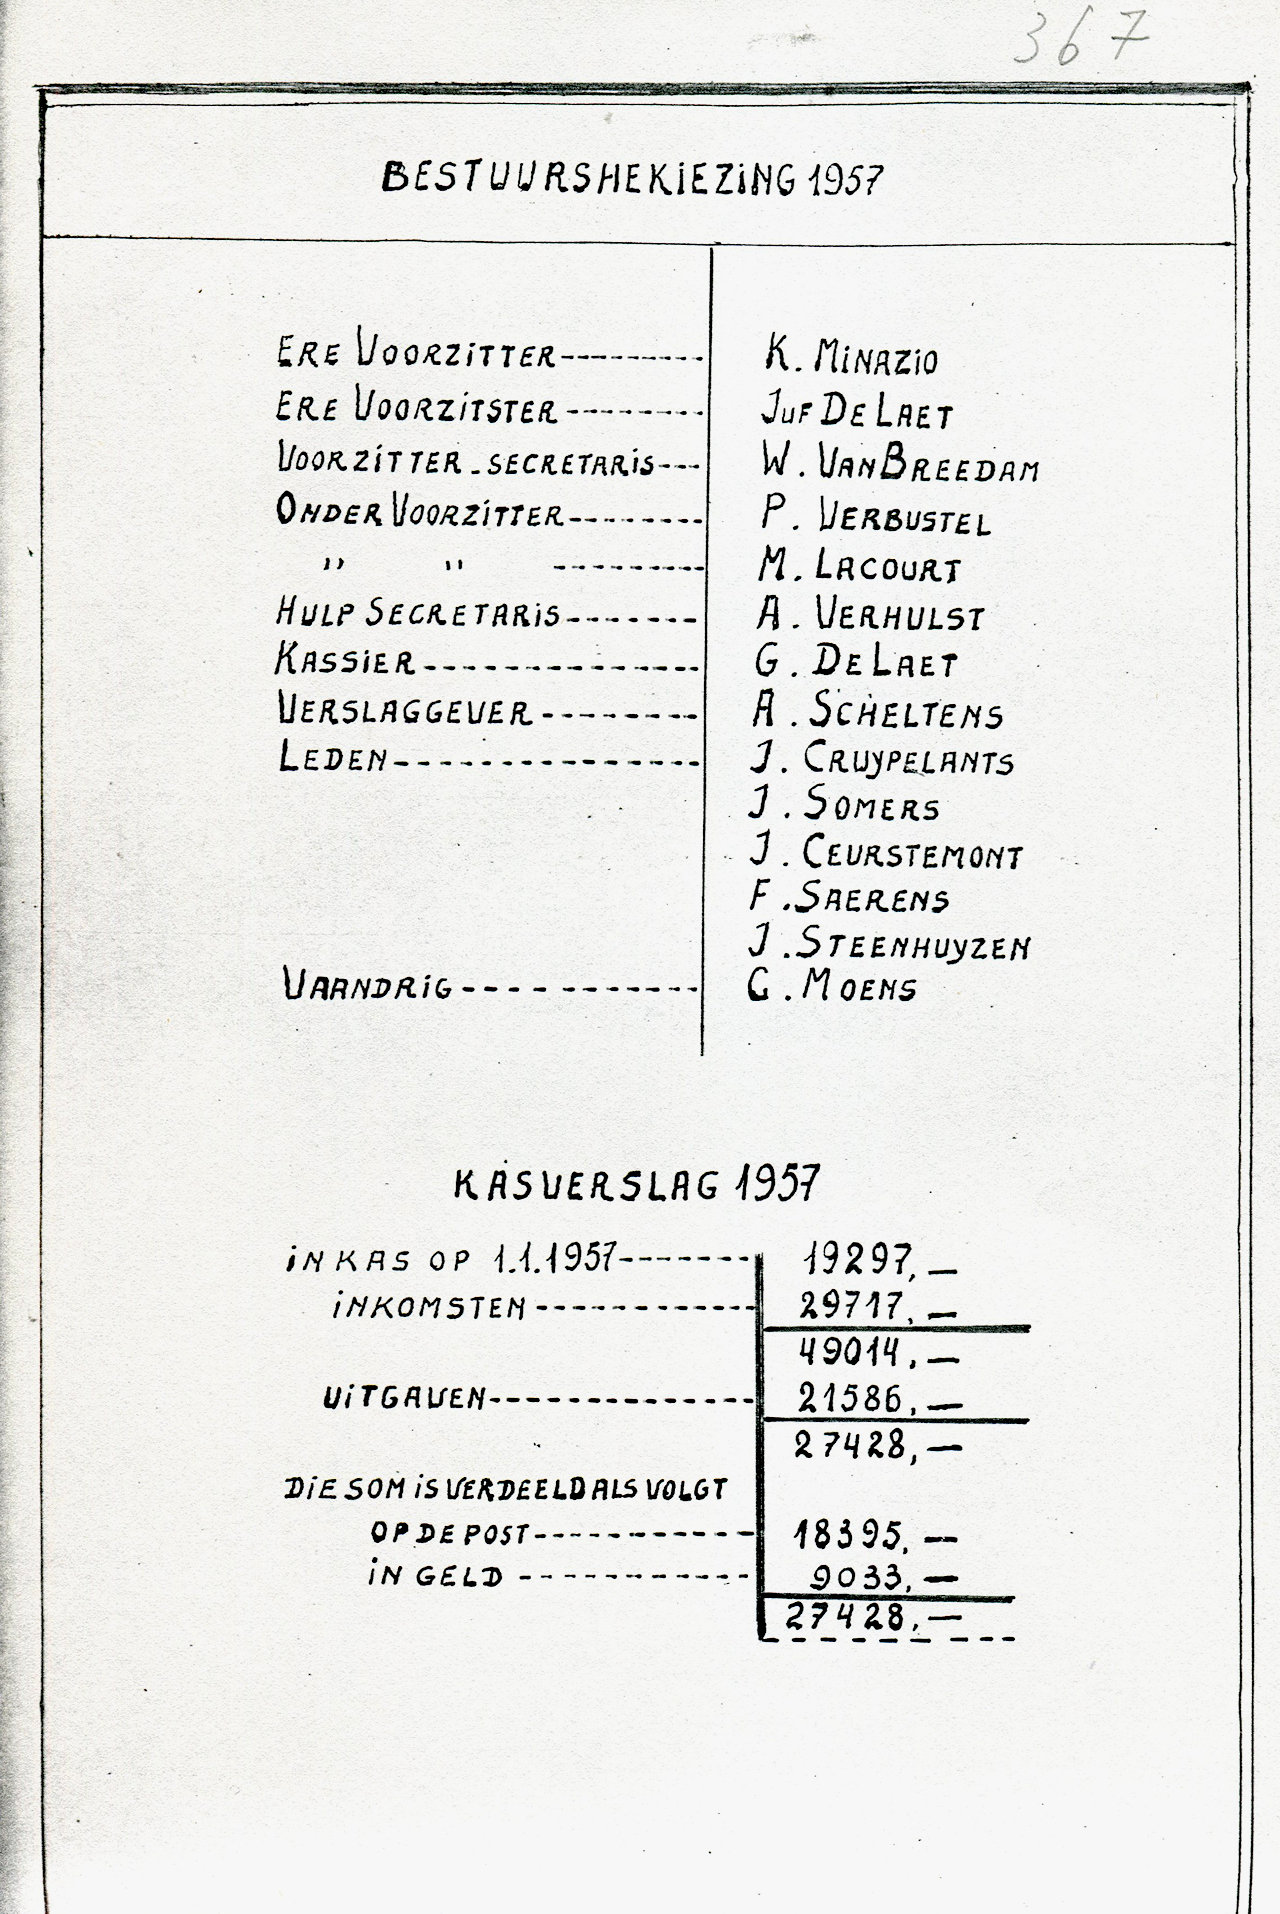 367
BESTUURSHEKIEZING 1957
ERE VOORZITTER--------- K. MINAZIO
ERE VOORZITSTER--------- JUF DE LAET
VOORZITTER-SECRETARIS--- W. VAN BREEDAM
ONDER VOORZITTER--------- P. VERBUSTEL
" " --------- M. LACOURT
HULP SECRETARIS------- A. VERHULST
KASSIER -------------- G. DE LAET
VERSLAGGEVER -------- A. SCHELTENS
LEDEN --------------- J. CRUYPELANTS
J. SOMERS
J. CEURSTEMONT
F. SAERENS
J. STEENHUYZEN
VAANDRIG ----------- G. MOENS
KASVERSLAG 1957
IN KAS OP 1.1.1957------- 19297,—
INKOMSTEN ------------ 29717,—
49014,—
UITGAVEN-------------- 21586,—
27428,—
DIE SOM IS VERDEELD ALS VOLGT
OP DE POST------------ 18395,—
IN GELD ------------ 9033,—
27428,—